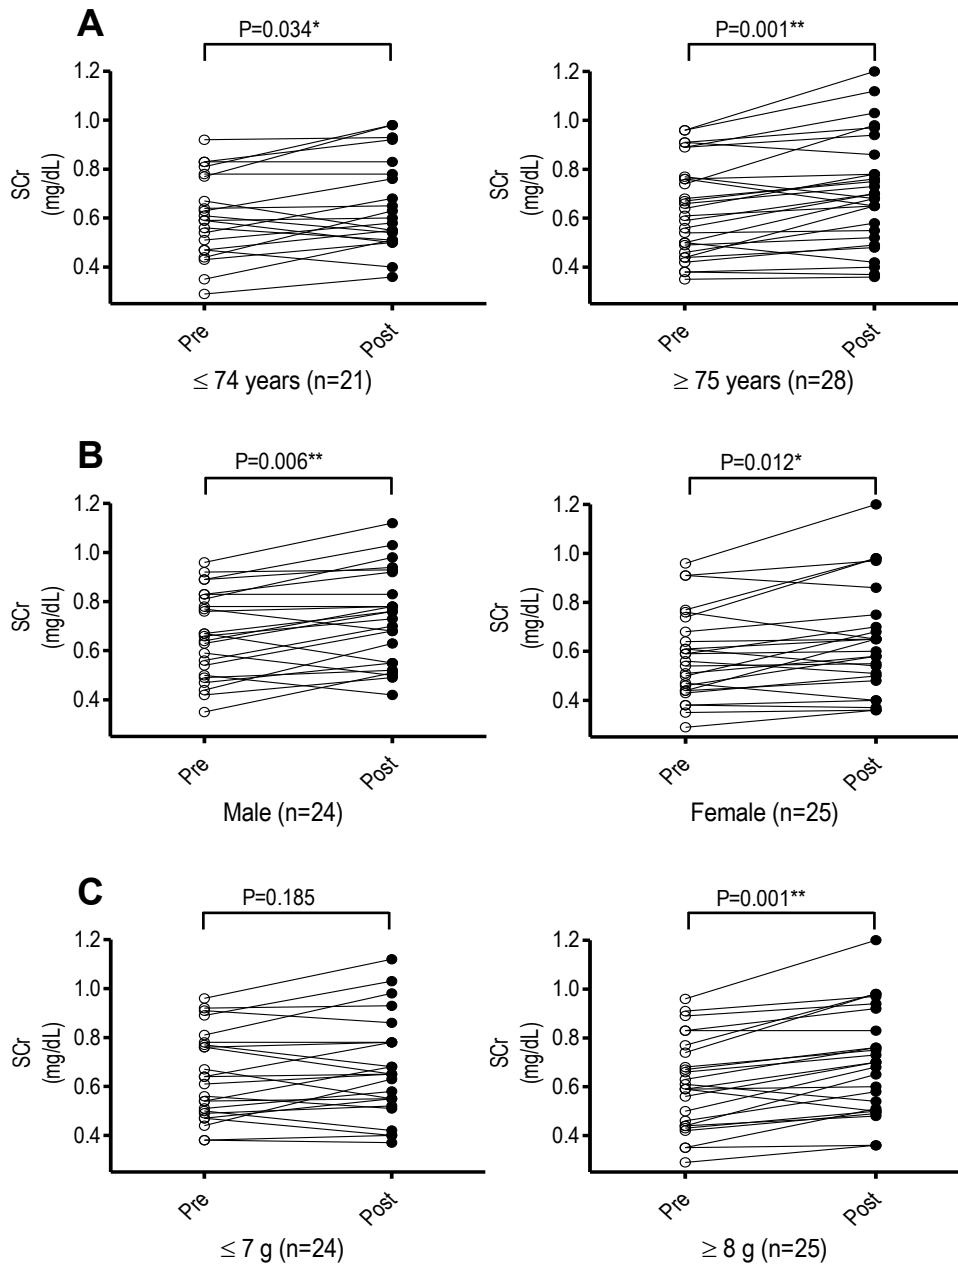 A
P=0.034*
P=0.001**
1.2
1.0
0.8
0.6
0.4
SCr
(mg/dL)
Pre
Post
≤ 74 years (n=21)
1.2
1.0
0.8
0.6
0.4
SCr
(mg/dL)
Pre
Post
≥ 75 years (n=28)
B
P=0.006**
P=0.012*
1.2
1.0
0.8
0.6
0.4
SCr
(mg/dL)
Pre
Post
Male (n=24)
1.2
1.0
0.8
0.6
0.4
SCr
(mg/dL)
Pre
Post
Female (n=25)
C
P=0.185
P=0.001**
1.2
1.0
0.8
0.6
0.4
SCr
(mg/dL)
Pre
Post
≤ 7 g (n=24)
1.2
1.0
0.8
0.6
0.4
SCr
(mg/dL)
Pre
Post
≥ 8 g (n=25)